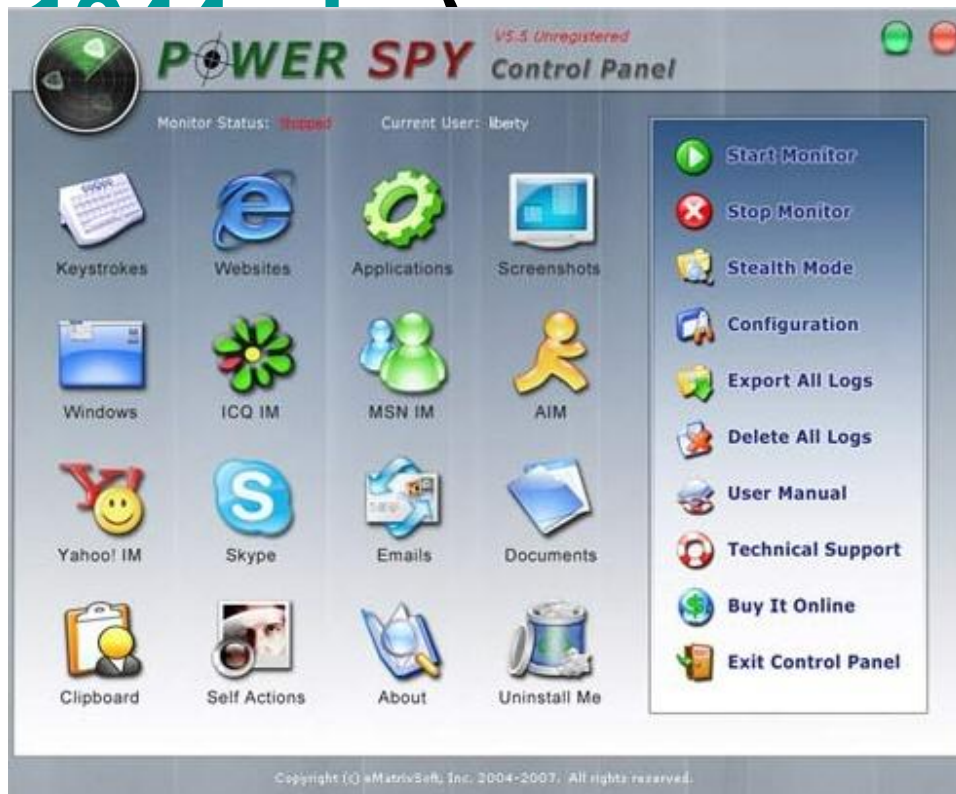 POWER SPY
V5.5 Unregistered
Control Panel
Monitor Status: Stopped
Current User: liberty
Keystrokes
Websites
Applications
Screenshots
Windows
ICQ IM
MSN IM
AIM
Yahoo! IM
Skype
Emails
Documents
Clipboard
Self Actions
About
Uninstall Me
Start Monitor
Stop Monitor
Stealth Mode
Configuration
Export All Logs
Delete All Logs
User Manual
Technical Support
Buy It Online
Exit Control Panel
Copyright (c) eMatrixSoft, Inc. 2004-2007. All rights reserved.